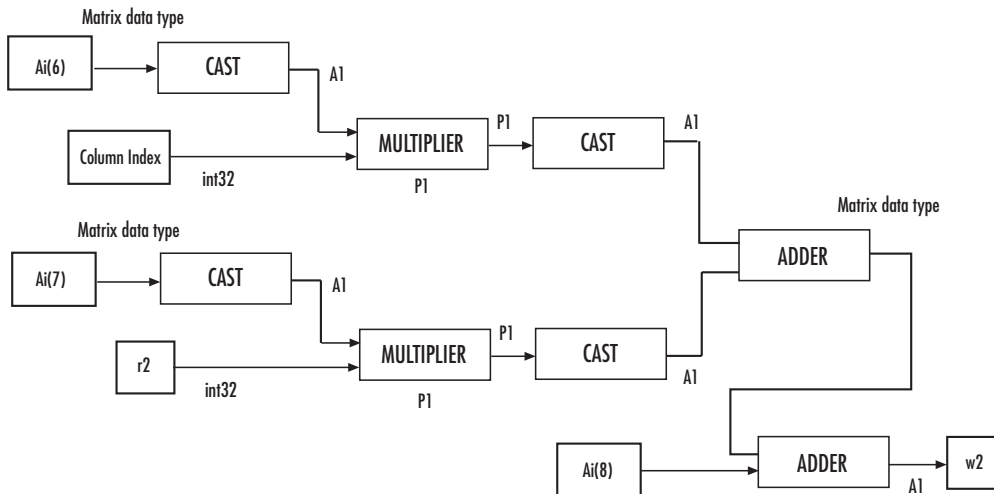 Matrix data type
Ai(6)
CAST
A1
Column Index
int32
MULTIPLIER
P1
P1
CAST
A1
Matrix data type
Matrix data type
Ai(7)
CAST
A1
r2
int32
MULTIPLIER
P1
P1
CAST
A1
ADDER
Ai(8)
ADDER
A1
w2